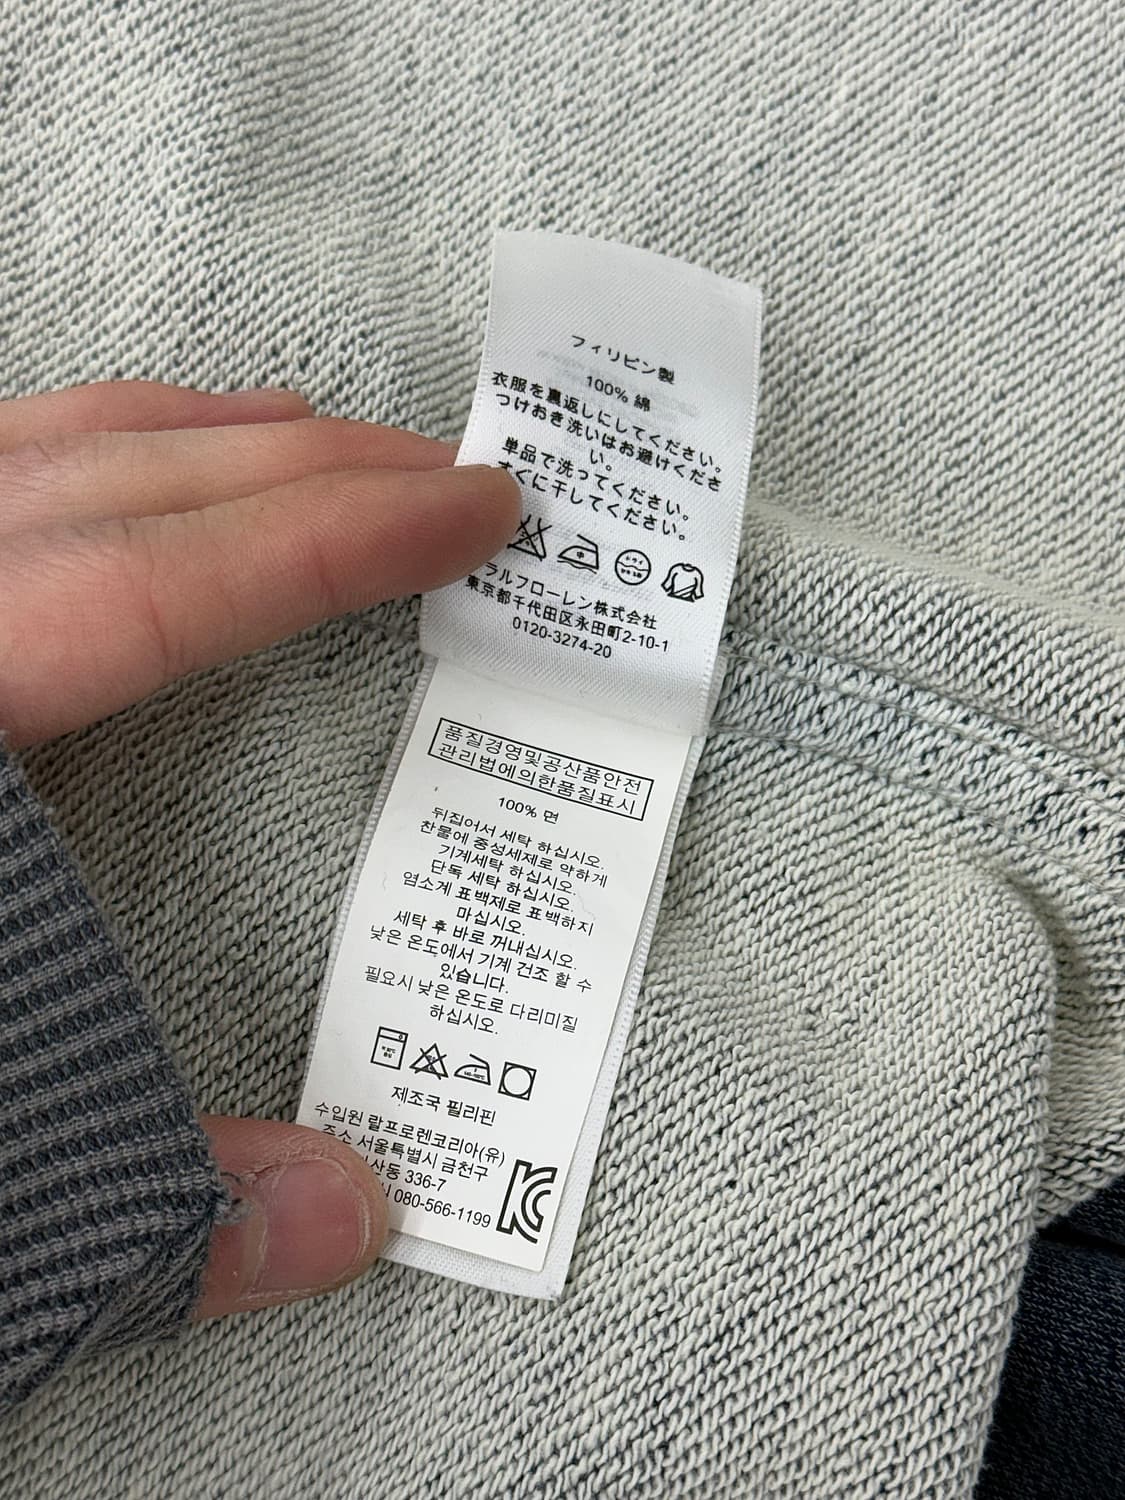 フィリピン製
100% 綿
衣服を裏返しにしてください。
つけおき洗いはお避けくださ
い。
単品で洗ってください。
すぐに干してください。
中
ドライ
ラルフローレン株式会社
東京都千代田区永田町2-10-1
0120-3274-20
품질경영및공산품안전
관리법에의한품질표시
100% 면
뒤집어서 세탁 하십시오.
찬물에 중성세제로 약하게
기계세탁 하십시오.
단독 세탁 하십시오.
염소계 표백제로 표백하지
마십시오.
세탁 후 바로 꺼내십시오.
낮은 온도에서 기계 건조 할 수
있습니다.
필요시 낮은 온도로 다리미질
하십시오.
제조국 필리핀
수입원 랄프로렌코리아(유)
주소 서울특별시 금천구
산동 336-7
080-566-1199
KC